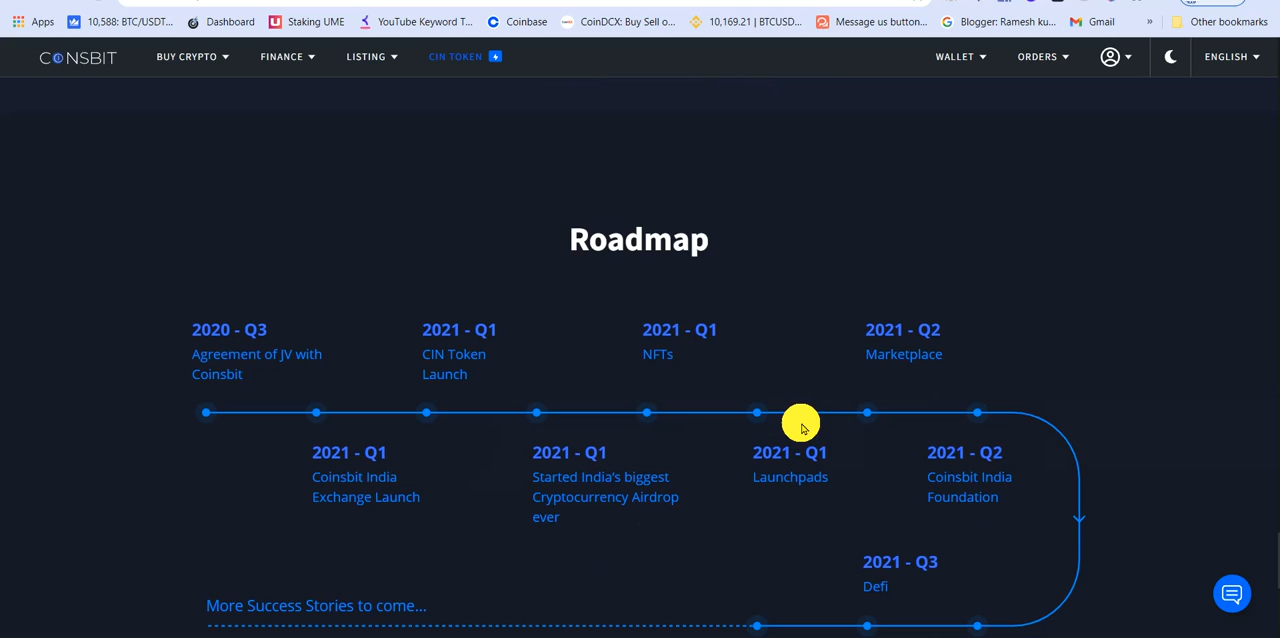 Apps 10,588: BTC/USDT... Dashboard Staking UME YouTube Keyword T... Coinbase CoinDCX: Buy Sell o... 10,169.21 | BTCUSD... Message us button... Blogger: Ramesh ku... Gmail » Other bookmarks
COINSBIT BUY CRYPTO FINANCE LISTING CIN TOKEN WALLET ORDERS ENGLISH
Roadmap
2020 - Q3
Agreement of JV with
Coinsbit
2021 - Q1
CIN Token
Launch
2021 - Q1
NFTs
2021 - Q2
Marketplace
2021 - Q1
Coinsbit India
Exchange Launch
2021 - Q1
Started India's biggest
Cryptocurrency Airdrop
ever
2021 - Q1
Launchpads
2021 - Q2
Coinsbit India
Foundation
2021 - Q3
Defi
More Success Stories to come...